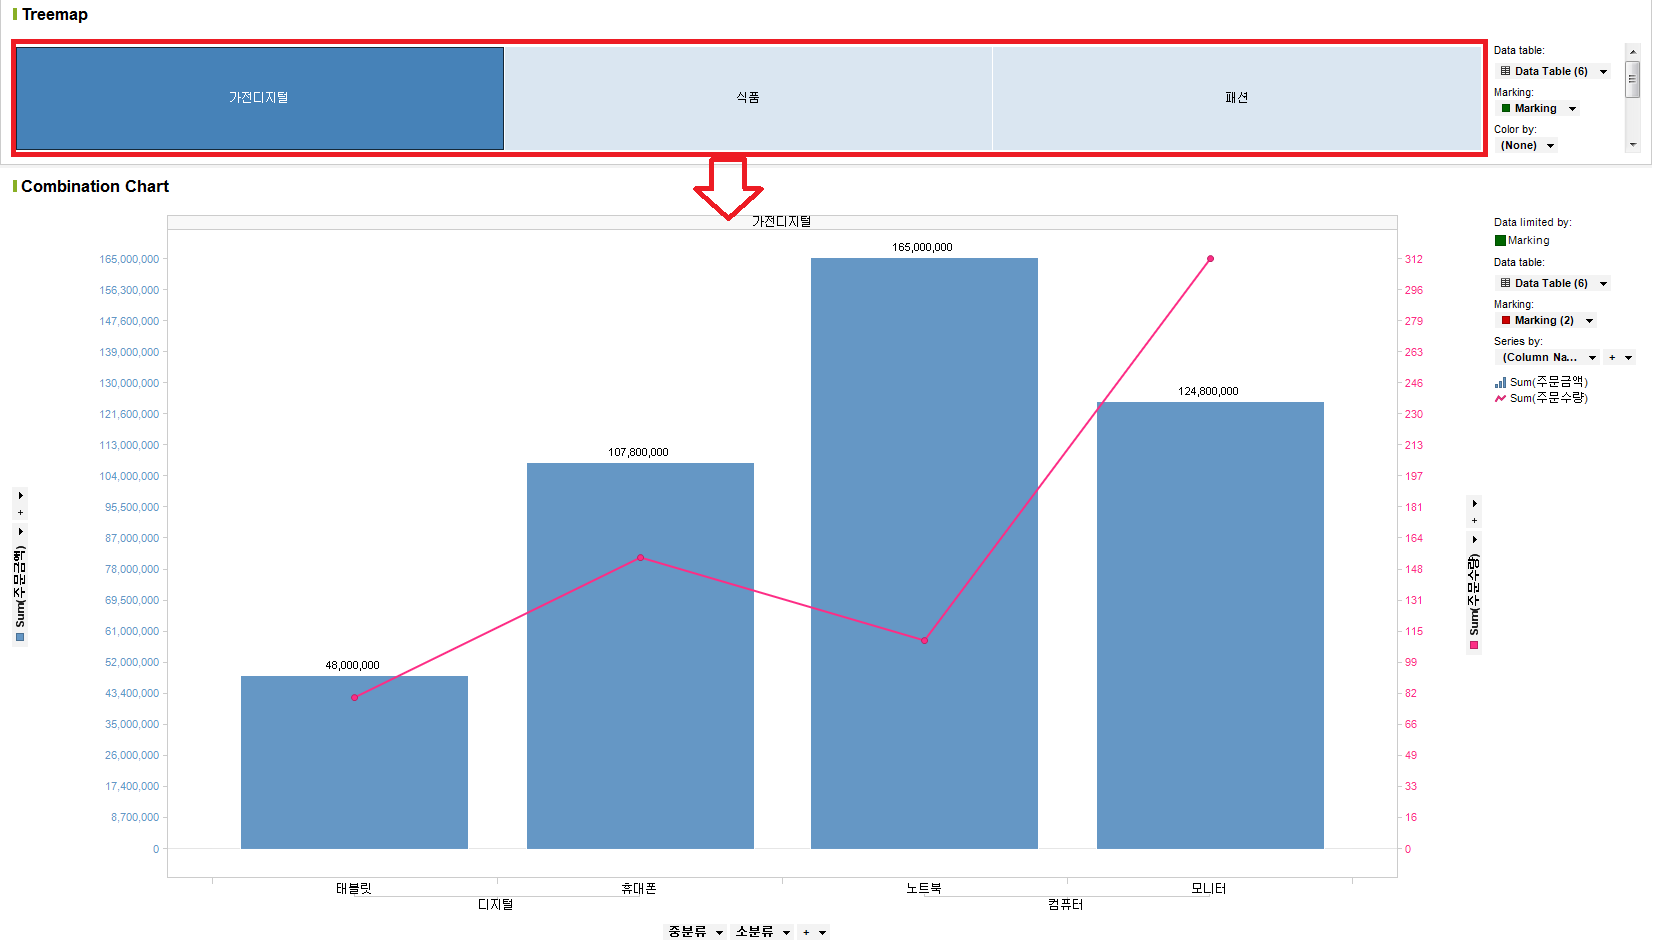 Treemap
가전디지털
식품
패션
Data table:
Data Table (6)
Marking:
Marking
Color by:
(None)
Combination Chart
가전디지털
165,000,000
156,300,000
147,600,000
139,000,000
130,000,000
121,600,000
113,000,000
104,000,000
95,500,000
87,000,000
78,000,000
69,500,000
61,000,000
52,000,000
43,400,000
35,000,000
26,000,000
17,400,000
8,700,000
0
Sum(주문금액)
48,000,000
107,800,000
165,000,000
124,800,000
312
296
279
263
246
230
213
197
181
164
148
131
115
99
82
66
49
33
16
0
Sum(주문수량)
태블릿
휴대폰
노트북
모니터
디지털
컴퓨터
중분류
소분류
+
Data limited by:
Marking
Data table:
Data Table (6)
Marking:
Marking (2)
Series by:
(Column Na...
+
Sum(주문금액)
Sum(주문수량)